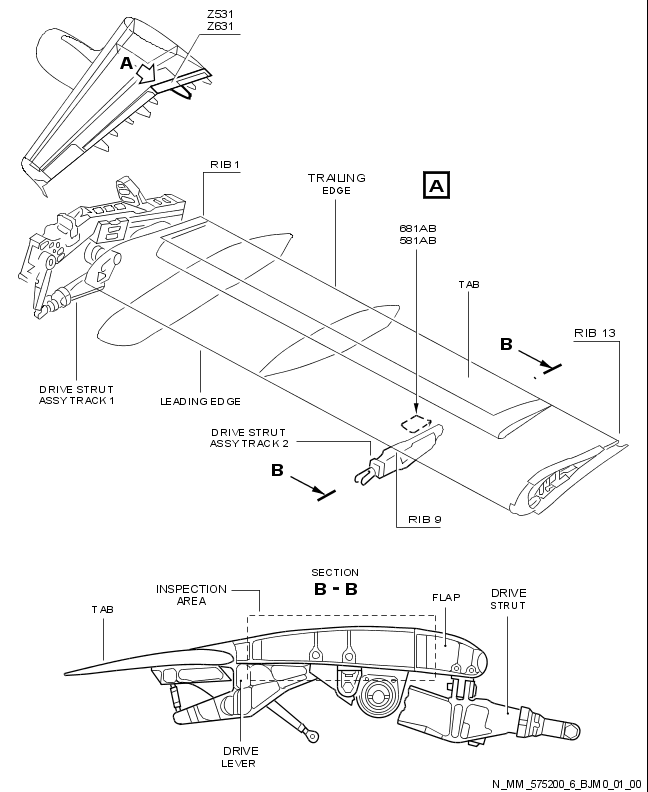 Z531
Z631
A
RIB 1
TRAILING
EDGE
A
681AB
581AB
TAB
B
RIB 13
DRIVE STRUT
ASSY TRACK 1
LEADING EDGE
DRIVE STRUT
ASSY TRACK 2
B
RIB 9
SECTION
B - B
INSPECTION
AREA
TAB
FLAP
DRIVE
STRUT
DRIVE
LEVER
N_MM_575200_6_BJM0_01_00